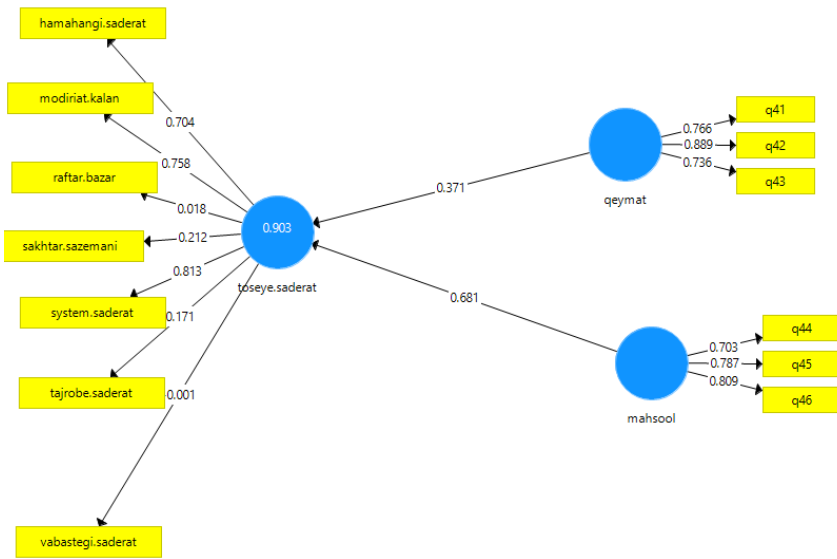 hamahangi.saderat
modiriat.kalan
raftar.bazar
sakhtar.sazemani
system.saderat
tajrobe.saderat
vabastegi.saderat
0.704
0.758
0.018
0.212
0.813
0.171
0.001
0.903
toseye.saderat
0.371
0.681
qeymat
0.766
0.889
0.736
q41
q42
q43
mahsool
0.703
0.787
0.809
q44
q45
q46